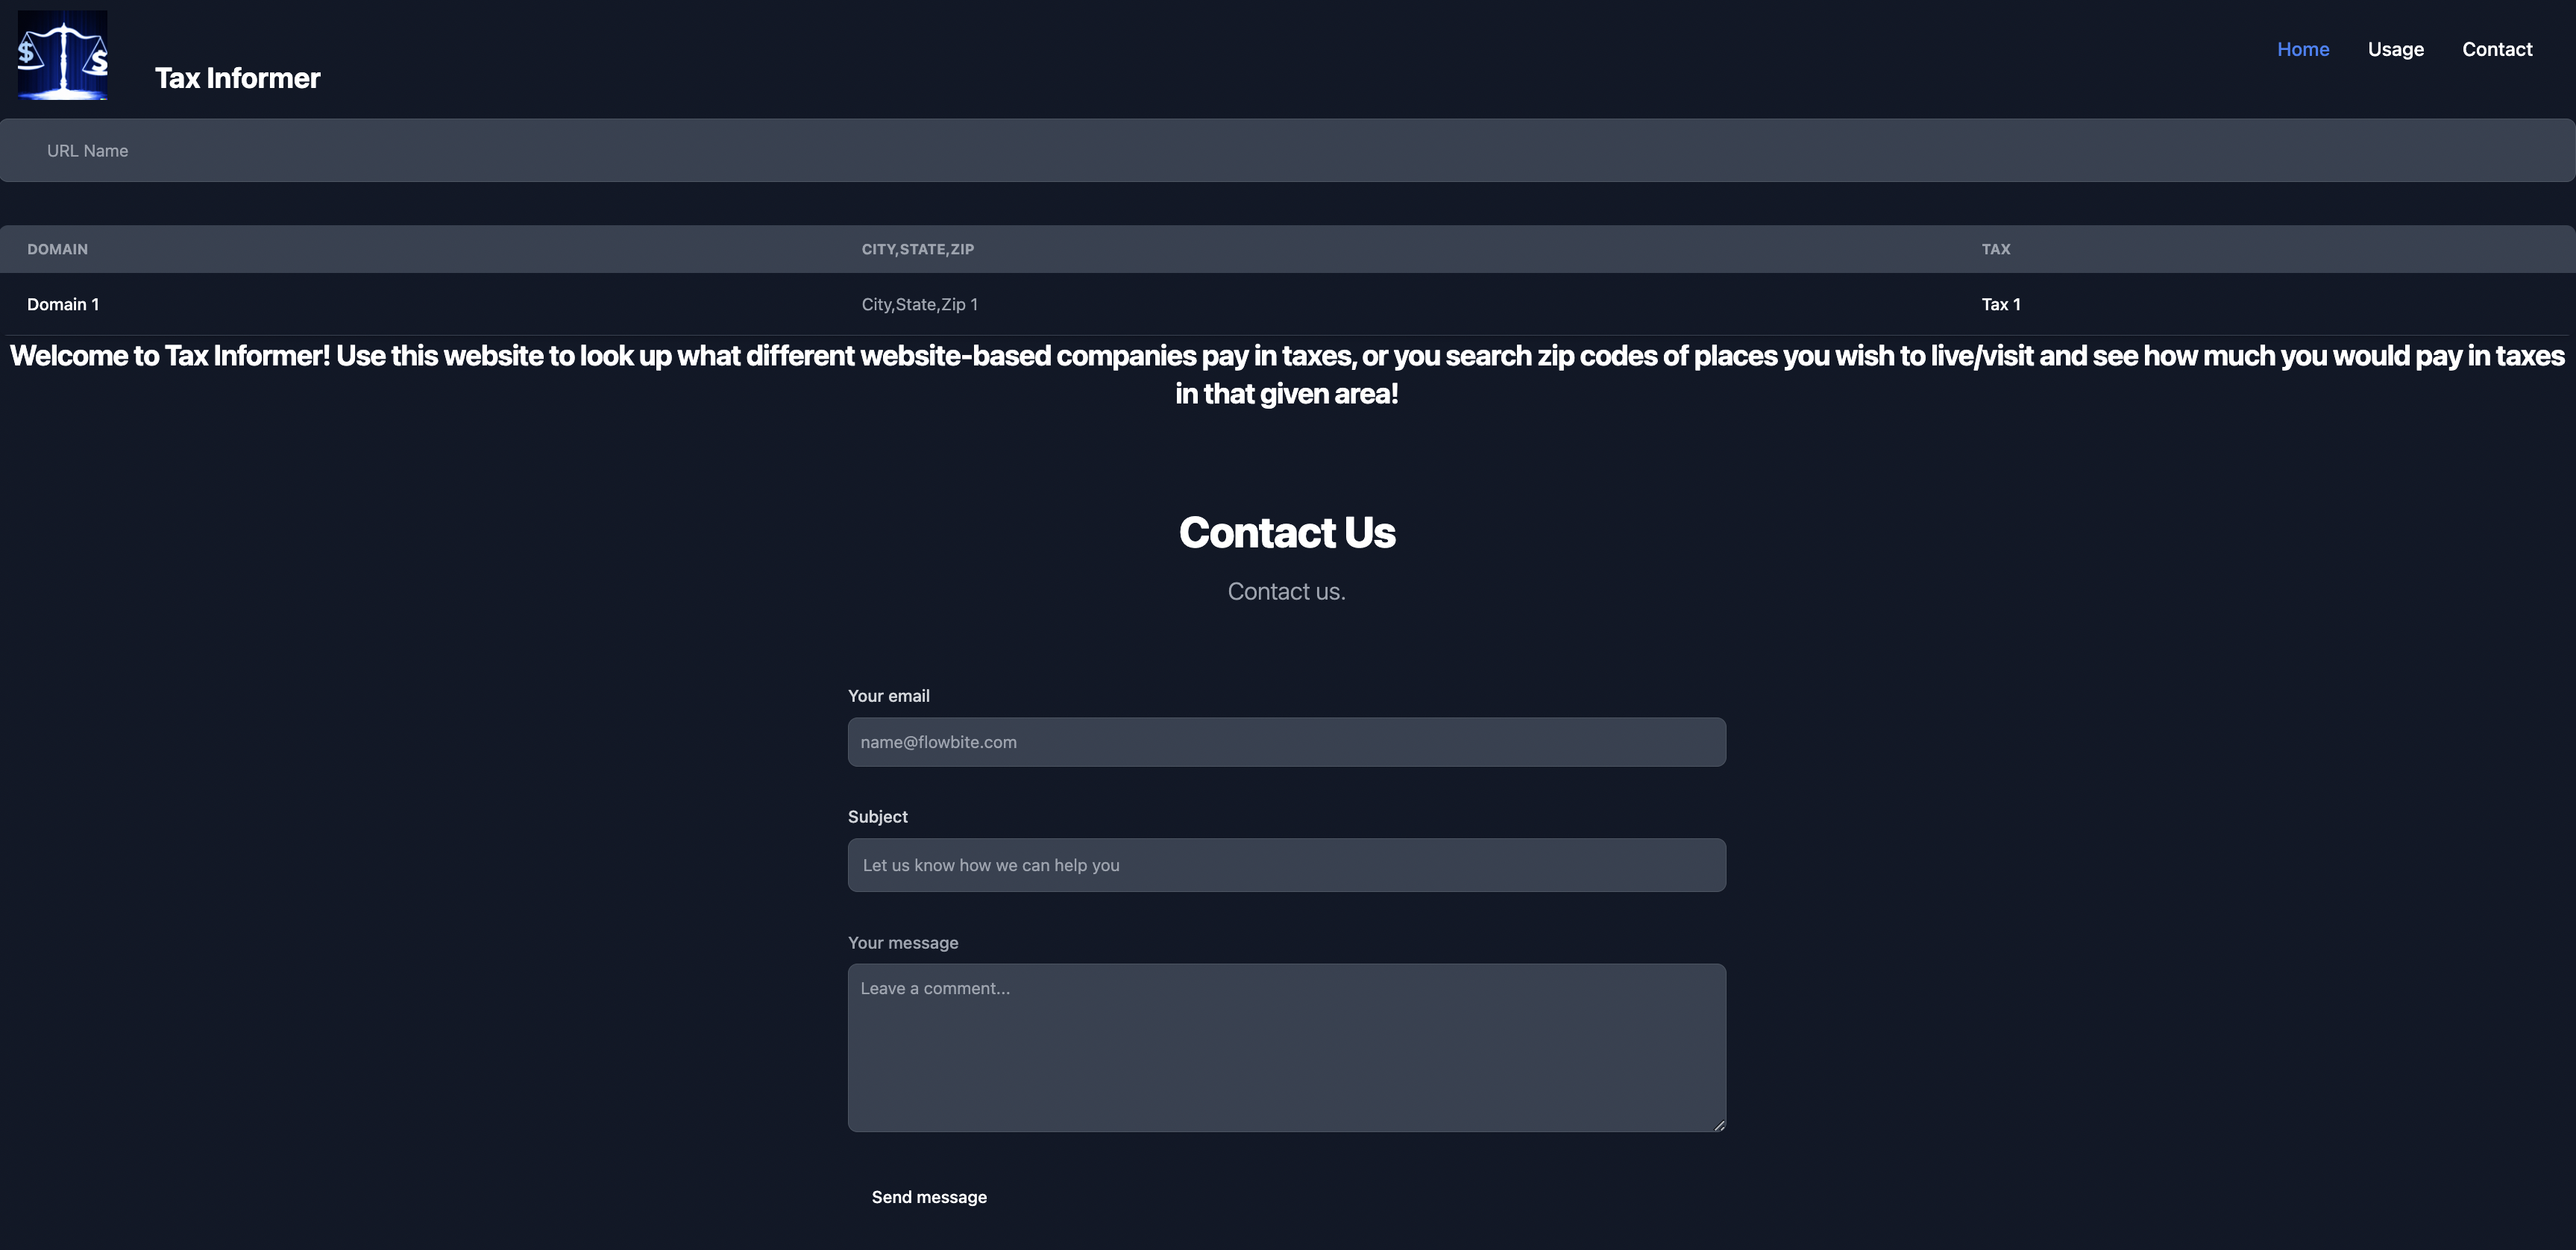 $ $
Tax Informer
Home Usage Contact
URL Name
DOMAIN CITY,STATE,ZIP TAX
Domain 1 City,State,Zip 1 Tax 1
Welcome to Tax Informer! Use this website to look up what different website-based companies pay in taxes, or you search zip codes of places you wish to live/visit and see how much you would pay in taxes
in that given area!
Contact Us
Contact us.
Your email
name@flowbite.com
Subject
Let us know how we can help you
Your message
Leave a comment...
Send message